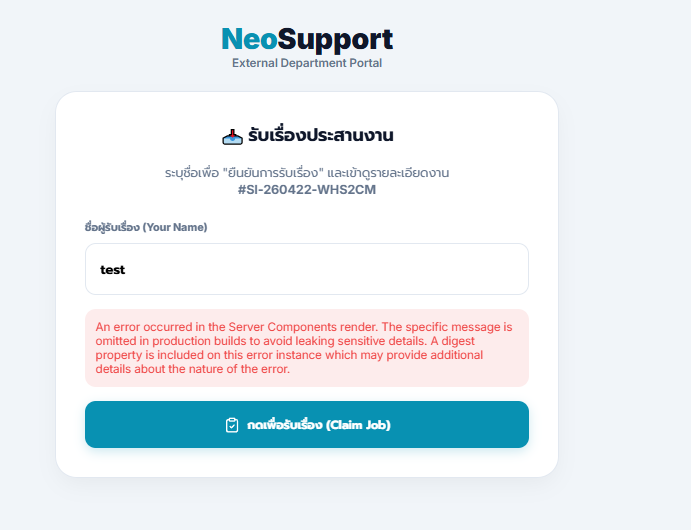 NeoSupport
External Department Portal
รับเรื่องประสานงาน
ระบุชื่อเพื่อ "ยืนยันการรับเรื่อง" และเข้าดูรายละเอียดงาน
#SI-260422-WHS2CM
ชื่อผู้รับเรื่อง (Your Name)
test
An error occurred in the Server Components render. The specific message is
omitted in production builds to avoid leaking sensitive details. A digest
property is included on this error instance which may provide additional
details about the nature of the error.
กดเพื่อรับเรื่อง (Claim Job)